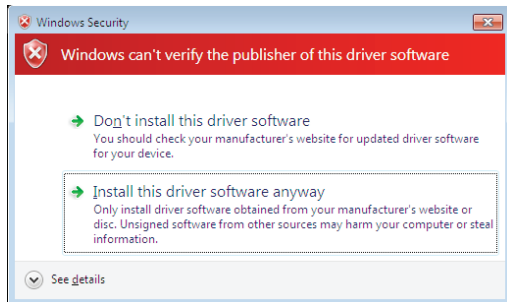 Windows Security
Windows can't verify the publisher of this driver software
Don't install this driver software
You should check your manufacturer's website for updated driver software
for your device.
Install this driver software anyway
Only install driver software obtained from your manufacturer's website or
disc. Unsigned software from other sources may harm your computer or steal
information.
See details